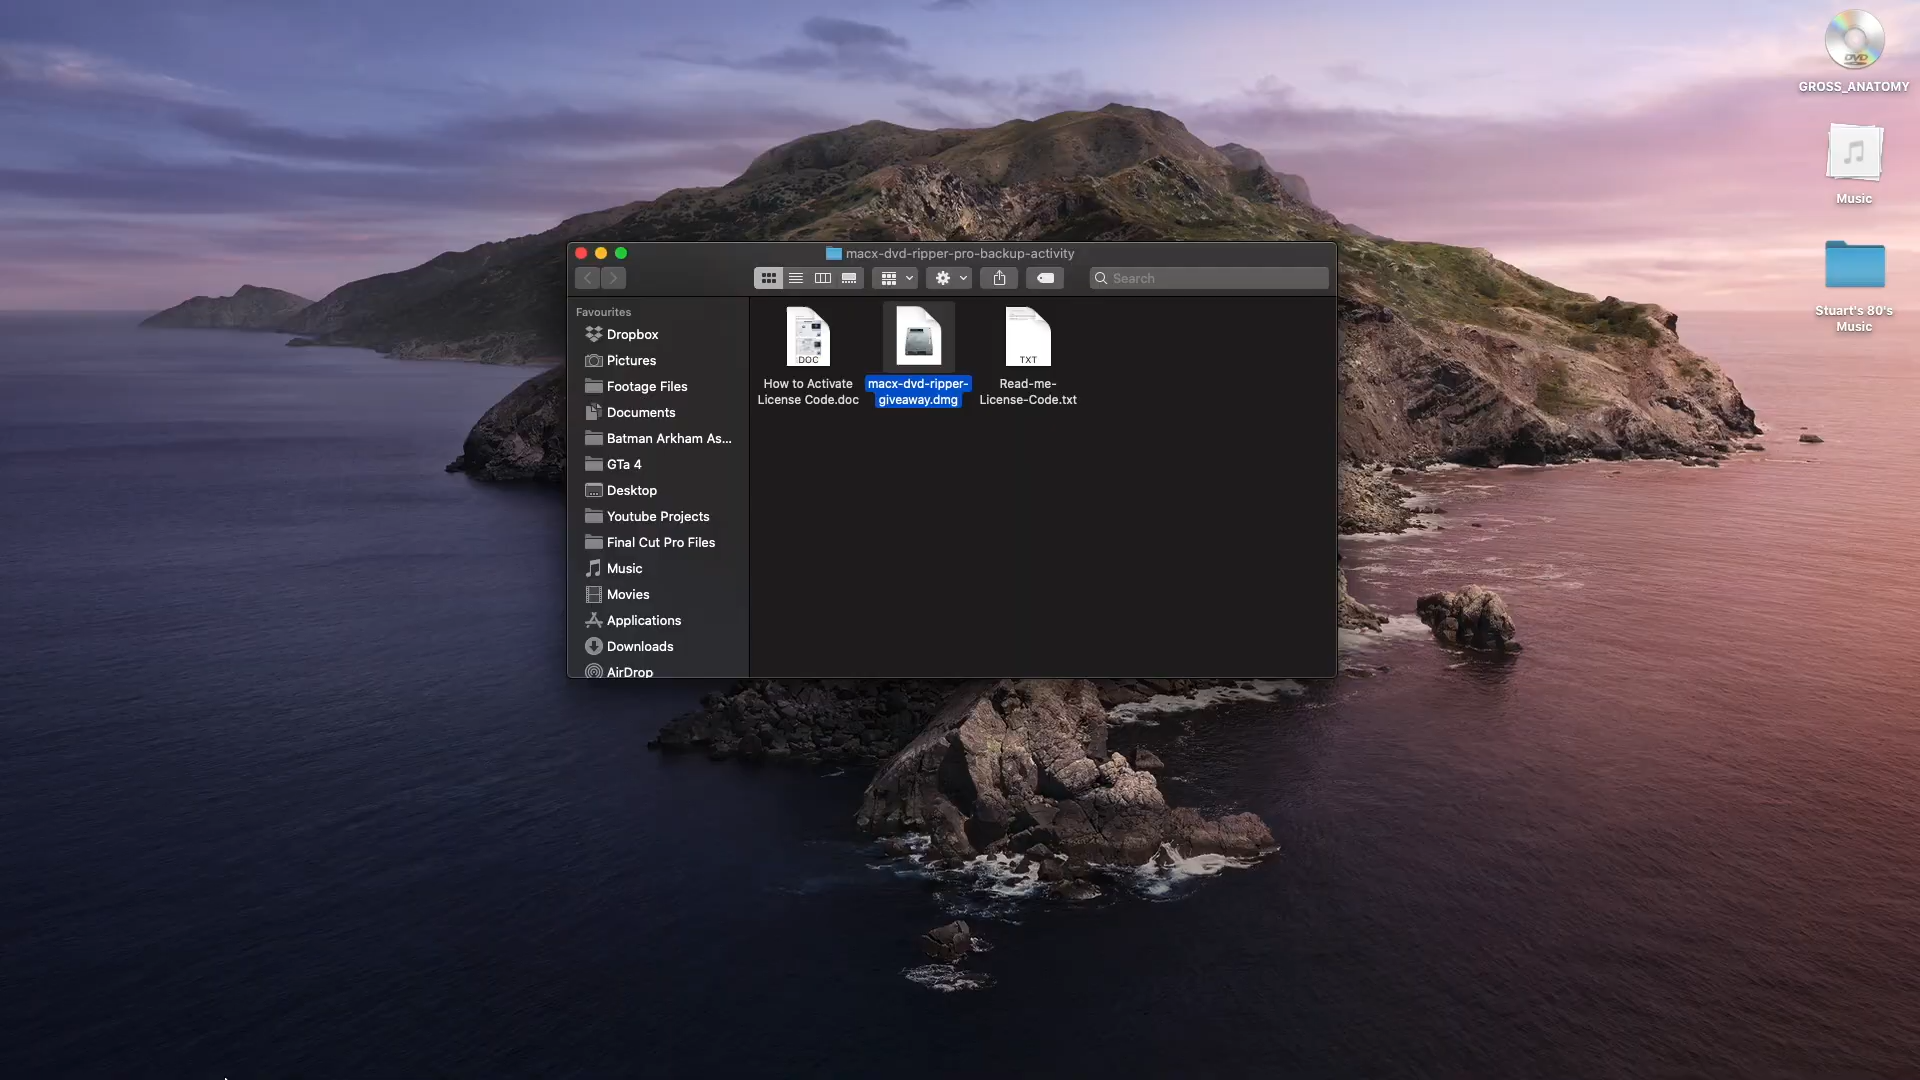 DVD
GROSS_ANATOMY
Music
Stuart's 80's
Music
macx-dvd-ripper-pro-backup-activity
Search
Favourites
Dropbox
Pictures
Footage Files
Documents
Batman Arkham As...
GTa 4
Desktop
Youtube Projects
Final Cut Pro Files
Music
Movies
Applications
Downloads
AirDrop
DOC
How to Activate
License Code.doc
macx-dvd-ripper-
giveaway.dmg
TXT
Read-me-
License-Code.txt